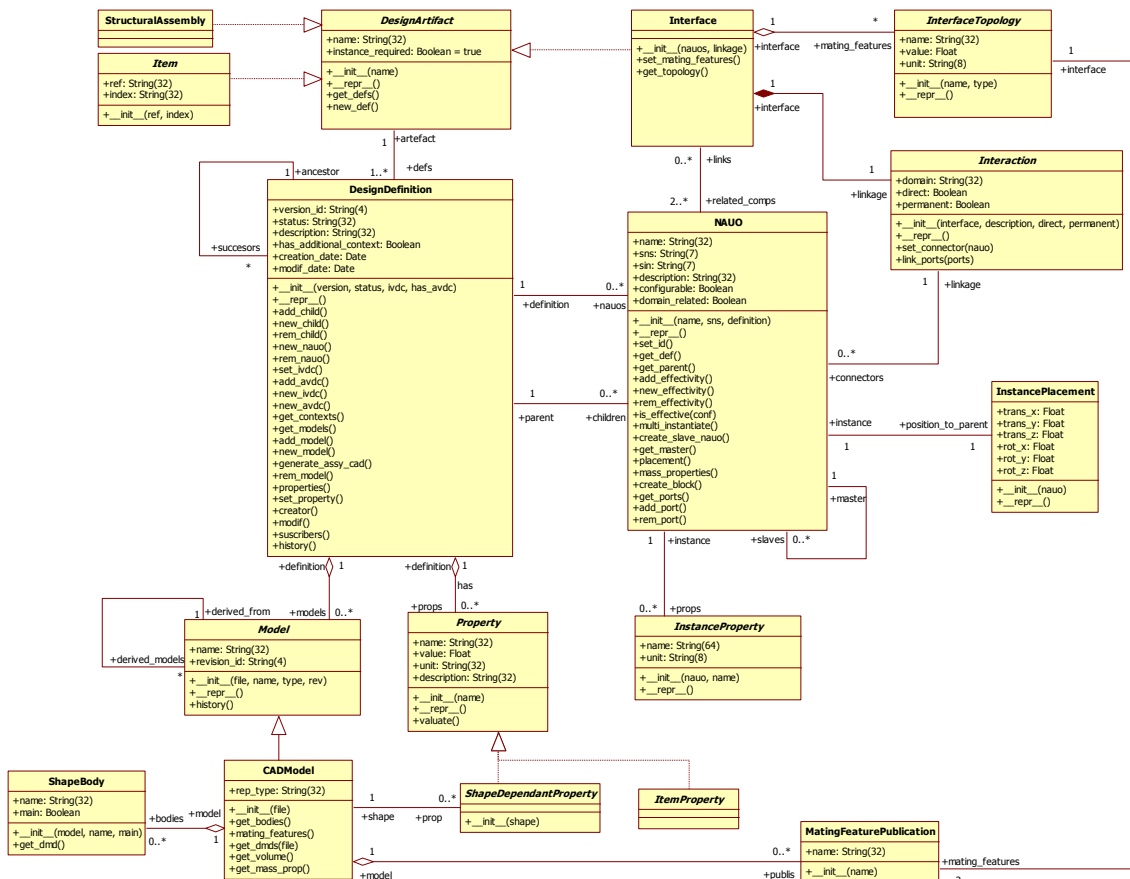 StructuralAssembly
DesignArtifact
+name: String(32)
+instance_required: Boolean = true
+__init__(name)
+__repr__()
+get_defs()
+new_def()
Item
+ref: String(32)
+index: String(32)
+__init__(ref, index)
Interface
+__init__(nauos, linkage)
+set_mating_features()
+get_topology()
1
+interface
*
+mating_features
InterfaceTopology
+name: String(32)
+value: Float
+unit: String(8)
+__init__(name, type)
+__repr__()
1
+interface
1
+interface
1
+linkage
Interaction
+domain: String(32)
+direct: Boolean
+permanent: Boolean
+__init__(interface, description, direct, permanent)
+__repr__()
+set_connector(nauo)
+link_ports(ports)
1
+linkage
0..*
+connectors
1
+artefact
1..*
+defs
0..*
+links
2..*
+related_comps
1
+ancestor
+succesors
*
DesignDefinition
+version_id: String(4)
+status: String(32)
+description: String(32)
+has_additional_context: Boolean
+creation_date: Date
+modif_date: Date
+__init__(version, status, ivdc, has_avdc)
+__repr__()
+add_child()
+new_child()
+rem_child()
+new_nauo()
+rem_nauo()
+set_ivdc()
+add_avdc()
+new_ivdc()
+new_avdc()
+get_contexts()
+get_models()
+add_model()
+new_model()
+generate_assy_cad()
+rem_model()
+properties()
+set_property()
+creator()
+modif()
+suscribers()
+history()
1
+definition
0..*
+nauos
1
+parent
0..*
+children
NAUO
+name: String(32)
+sns: String(7)
+sin: String(7)
+description: String(32)
+configurable: Boolean
+domain_related: Boolean
+__init__(name, sns, definition)
+__repr__()
+set_id()
+get_def()
+get_parent()
+add_effectivity()
+new_effectivity()
+rem_effectivity()
+is_effective(conf)
+multi_instantiate()
+create_slave_nauo()
+get_master()
+placement()
+mass_properties()
+create_block()
+get_ports()
+add_port()
+rem_port()
+instance
1
+position_to_parent
1
InstancePlacement
+trans_x: Float
+trans_y: Float
+trans_z: Float
+rot_x: Float
+rot_y: Float
+rot_z: Float
+__init__(nauo)
+__repr__()
1
+master
+slaves
0..*
1
+instance
0..*
+props
InstanceProperty
+name: String(64)
+unit: String(8)
+__init__(nauo, name)
+__repr__()
+definition
1
+models
0..*
+definition
1
has
+props
0..*
1
+derived_from
+derived_models
*
Model
+name: String(32)
+revision_id: String(4)
+__init__(file, name, type, rev)
+__repr__()
+history()
Property
+name: String(32)
+value: Float
+unit: String(32)
+description: String(32)
+__init__(name)
+__repr__()
+valuate()
ShapeBody
+name: String(32)
+main: Boolean
+__init__(model, name, main)
+get_dmd()
+bodies
0..*
+model
1
CADModel
+rep_type: String(32)
+__init__(file)
+get_bodies()
+mating_features()
+get_dmds(file)
+get_volume()
+get_mass_prop()
1
+shape
0..*
+prop
ShapeDependantProperty
+__init__(shape)
ItemProperty
1
+model
0..*
+publis
MatingFeaturePublication
+name: String(32)
+__init__(name)
+mating_features